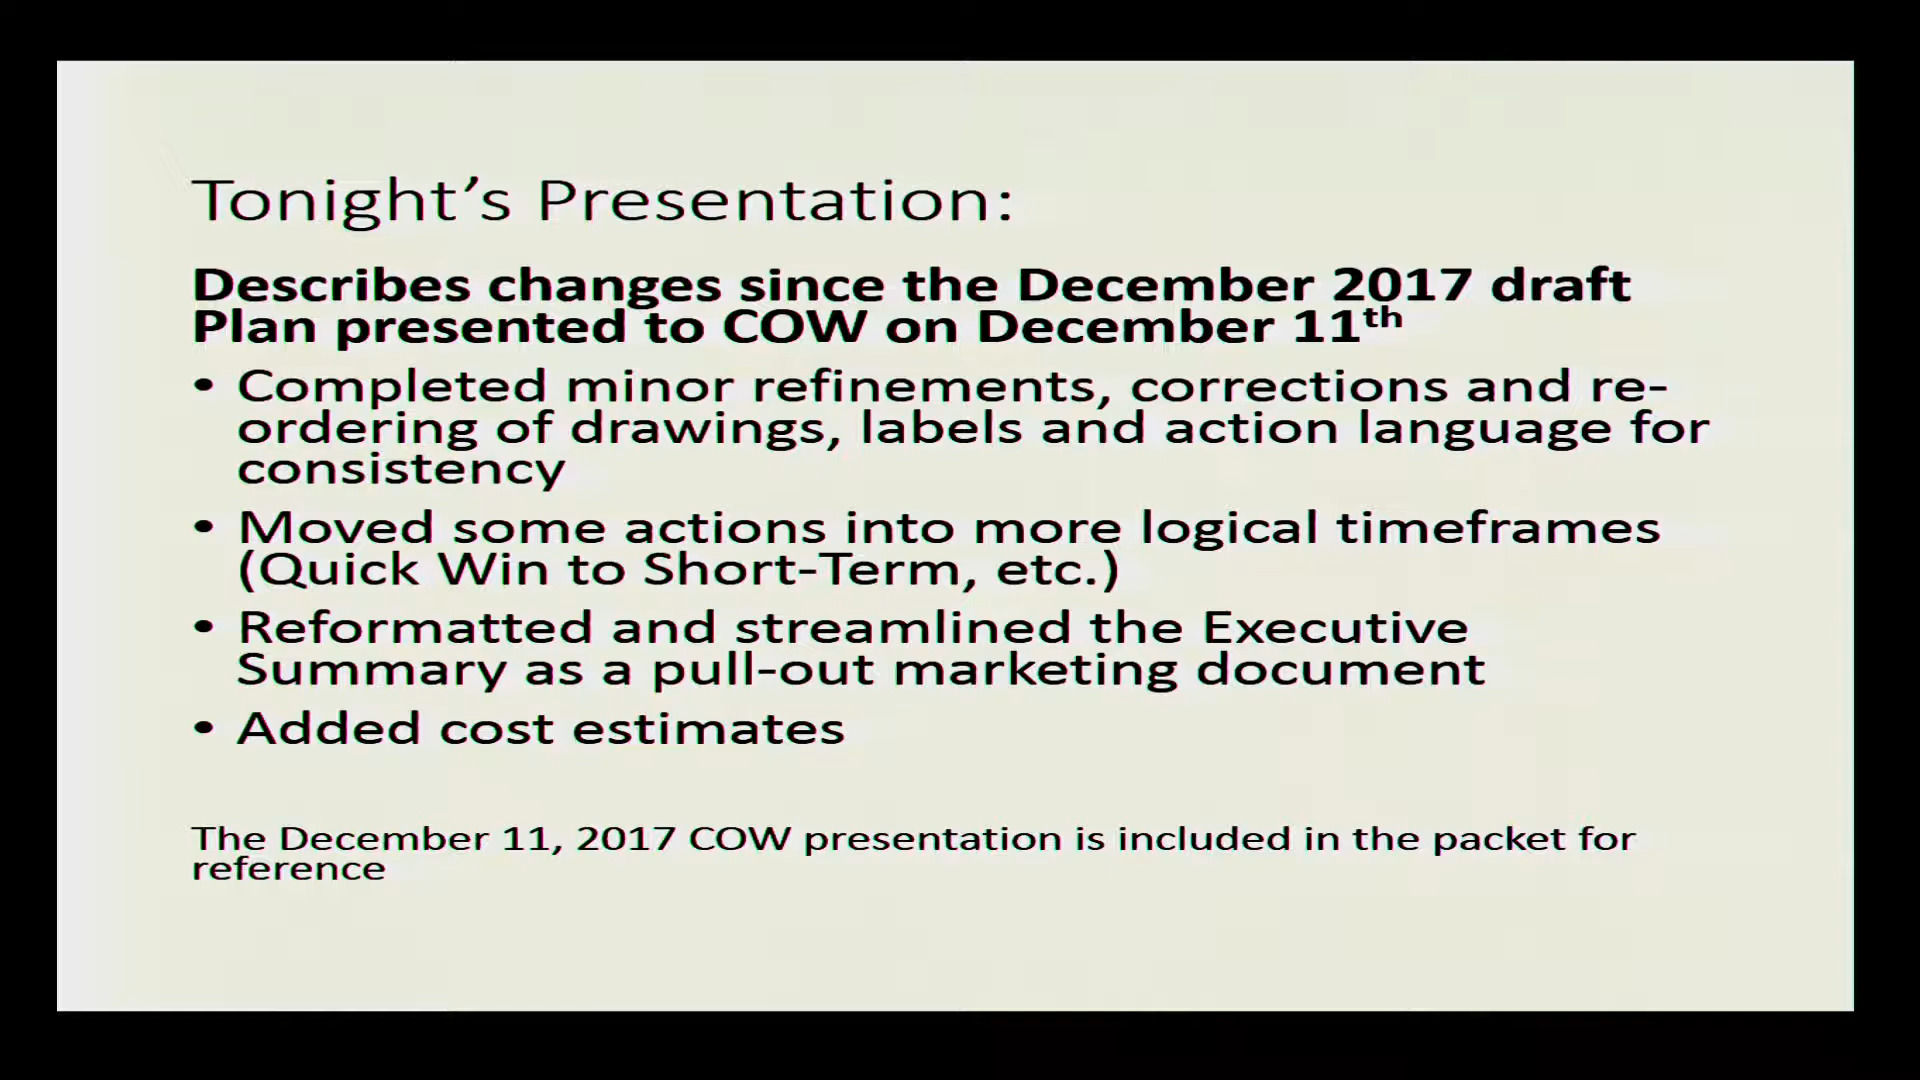 Tonight’s Presentation:
Describes changes since the December 2017 draft
Plan presented to COW on December 11th
• Completed minor refinements, corrections and re-
ordering of drawings, labels and action language for
consistency
• Moved some actions into more logical timeframes
(Quick Win to Short-Term, etc.)
• Reformatted and streamlined the Executive
Summary as a pull-out marketing document
• Added cost estimates
The December 11, 2017 COW presentation is included in the packet for
reference